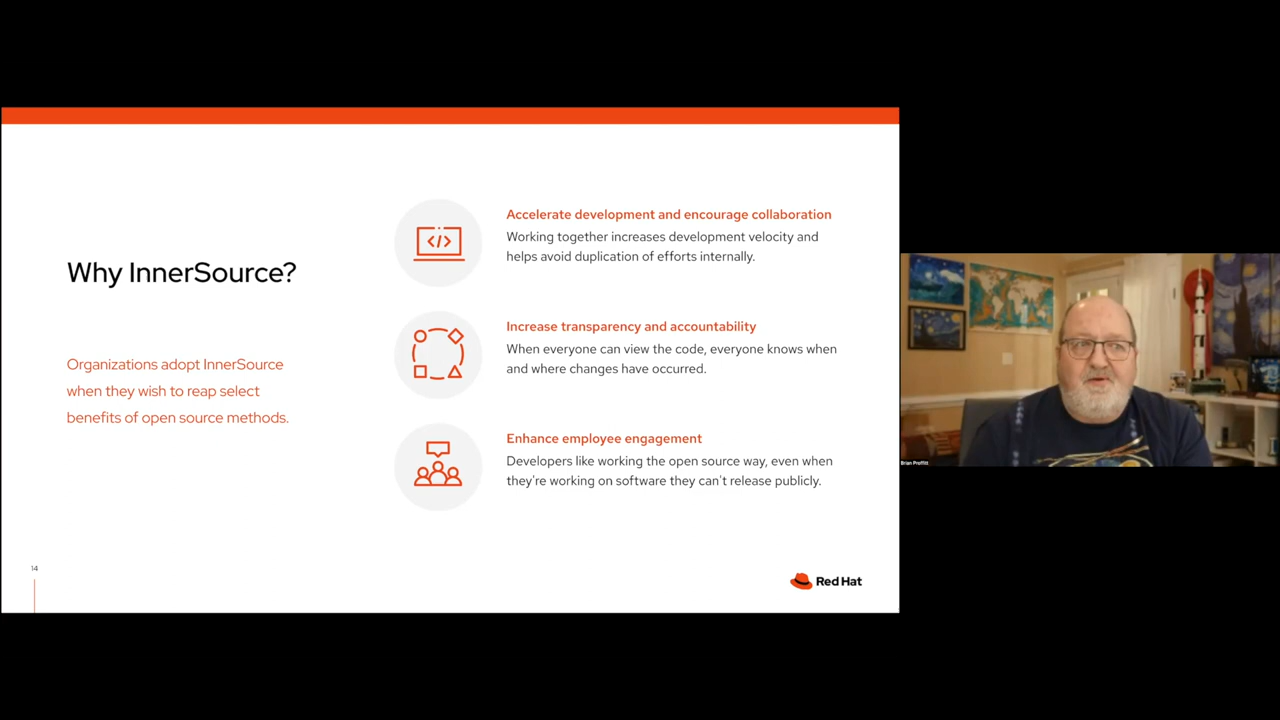 Why InnerSource?
Organizations adopt InnerSource
when they wish to reap select
benefits of open source methods.
</>
Accelerate development and encourage collaboration
Working together increases development velocity and
helps avoid duplication of efforts internally.
Increase transparency and accountability
When everyone can view the code, everyone knows when
and where changes have occurred.
Enhance employee engagement
Developers like working the open source way, even when
they're working on software they can't release publicly.
14
Red Hat
Brian Proffitt